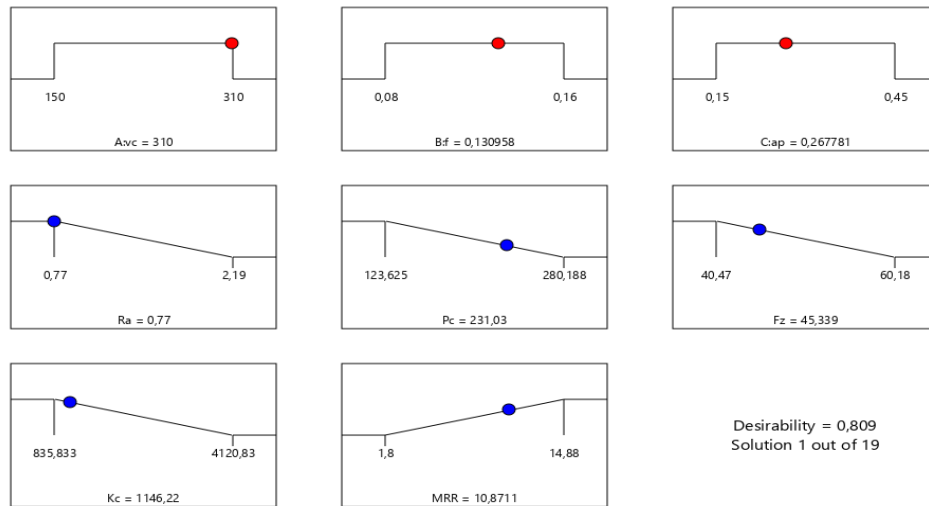 150 310
A:vc = 310
0,08 0,16
B:f = 0,130958
0,15 0,45
C:ap = 0,267781
0,77 2,19
Ra = 0,77
123,625 280,188
Pc = 231,03
40,47 60,18
Fz = 45,339
835,833 4120,83
Kc = 1146,22
1,8 14,88
MRR = 10,8711
Desirability = 0,809
Solution 1 out of 19